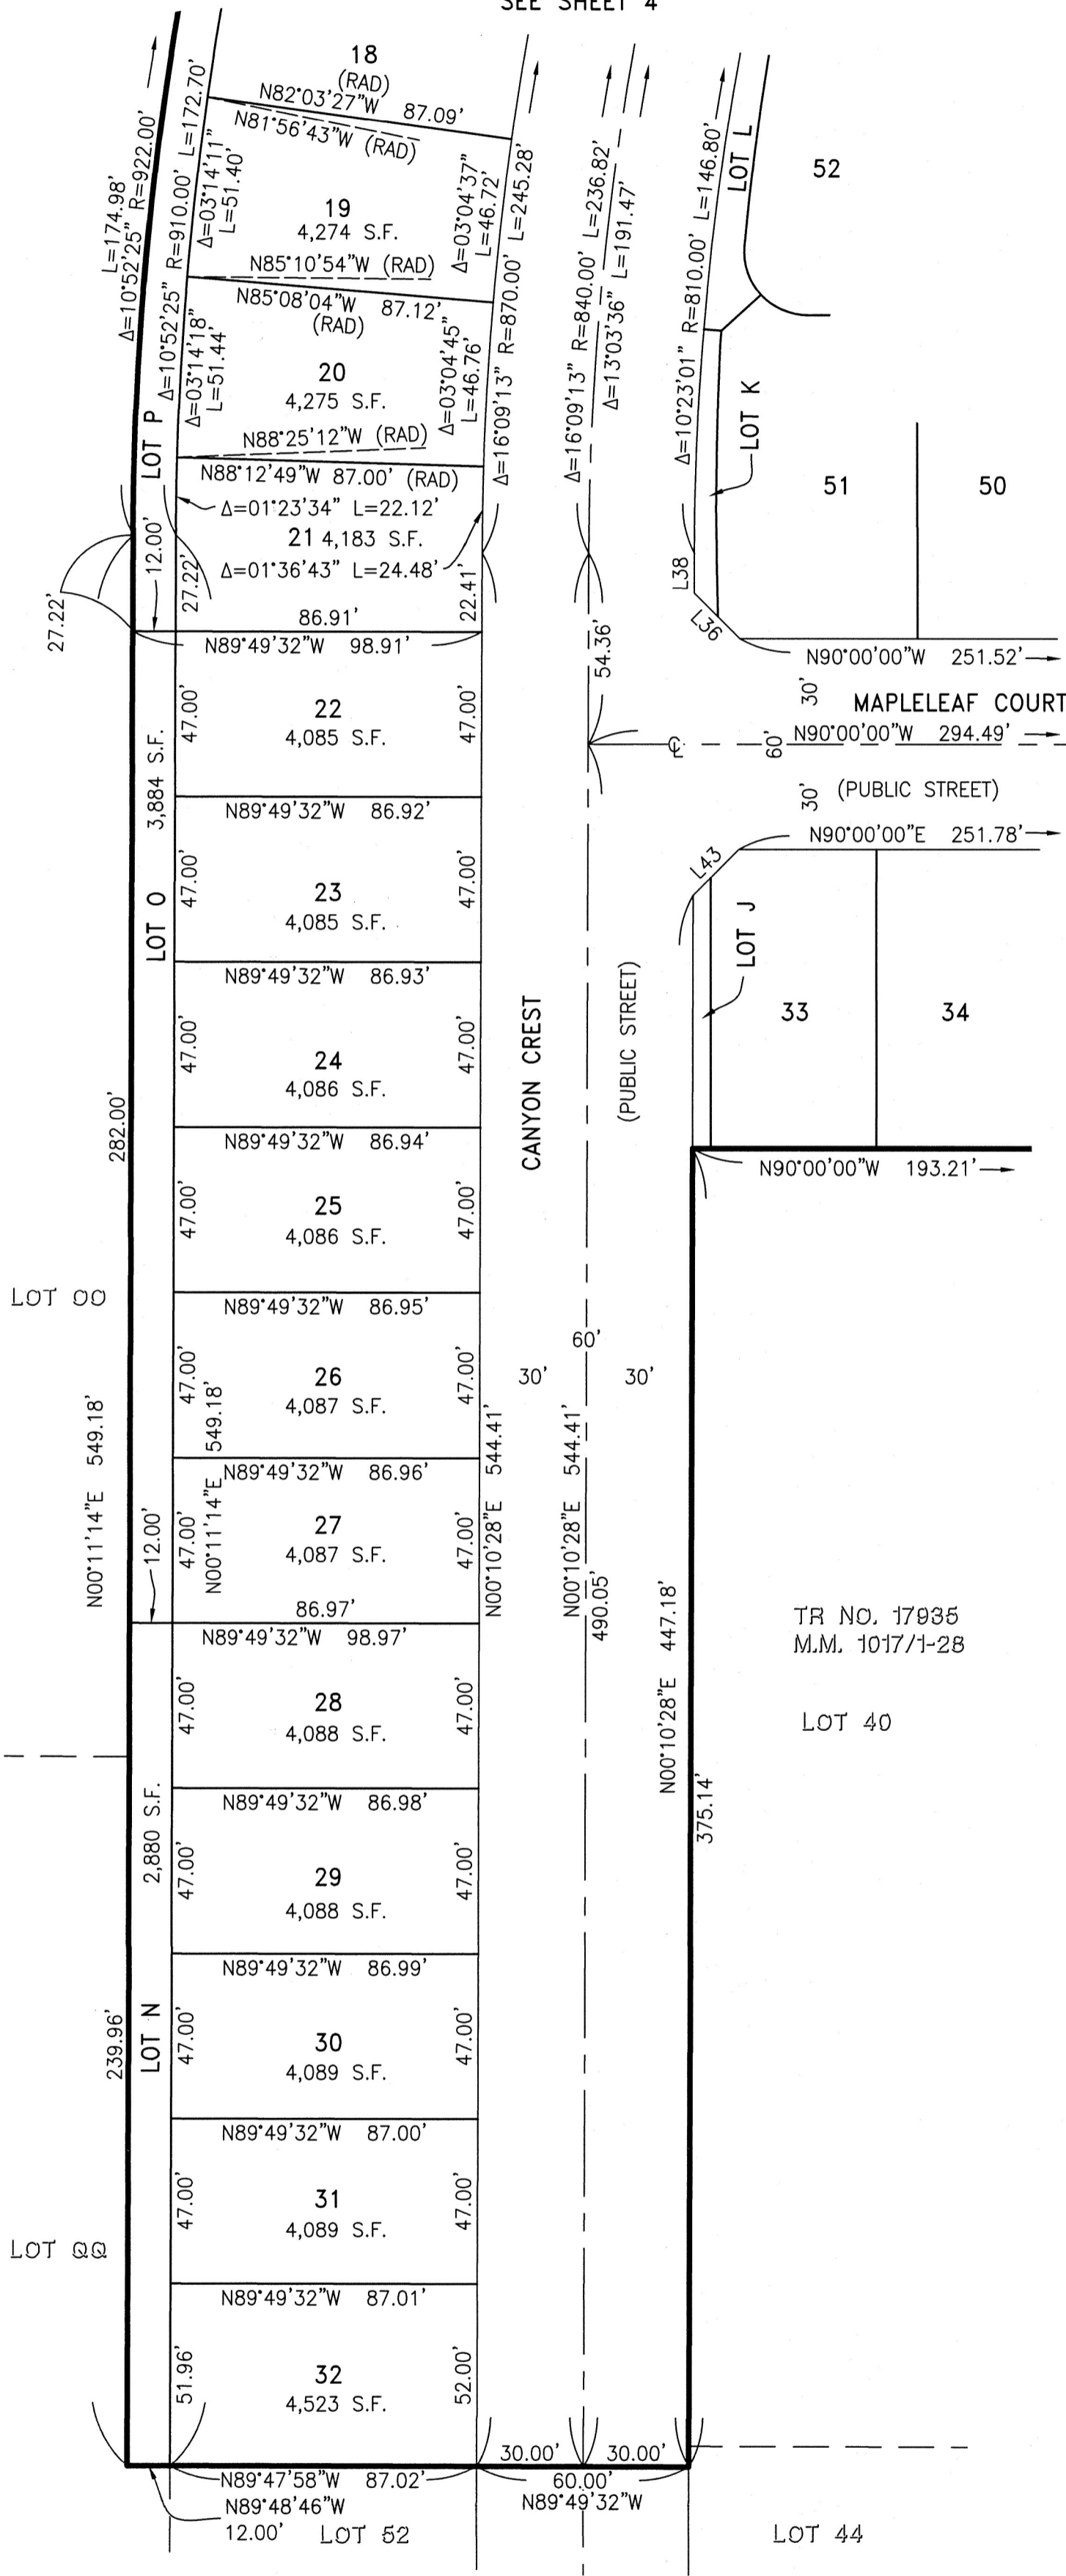 SEE SHEET 4
18
(RAD)
N82°03'27"W 87.09'
N81°56'43"W (RAD)
L=174.98'
Δ=10°52'25" R=922.00'
Δ=10°52'25" R=910.00' L=172.70'
Δ=03°14'11"
L=51.40'
19
4,274 S.F.
Δ=03°04'37"
L=46.72'
N85°10'54"W (RAD)
N85°08'04"W 87.12'
(RAD)
Δ=03°14'18"
L=51.44'
20
4,275 S.F.
Δ=03°04'45"
L=46.76'
N88°25'12"W (RAD)
N88°12'49"W 87.00' (RAD)
Δ=01°23'34" L=22.12'
21 4,183 S.F.
Δ=01°36'43" L=24.48'
LOT P
12.00'
27.22'
27.22'
22.41'
86.91'
N89°49'32"W 98.91'
Δ=16°09'13" R=870.00' L=245.28'
Δ=16°09'13" R=840.00' L=236.82'
Δ=13°03'36" L=191.47'
Δ=10°23'01" R=810.00' L=146.80'
LOT L
52
LOT K
51
50
L38
L36
54.36'
N90°00'00"W 251.52'
30'
MAPLELEAF COURT
N90°00'00"W 294.49'
℄
60'
30'
(PUBLIC STREET)
N90°00'00"E 251.78'
L43
LOT J
33
34
N90°00'00"W 193.21'
47.00'
22
4,085 S.F.
47.00'
N89°49'32"W 86.92'
3,884 S.F.
LOT O
47.00'
23
4,085 S.F.
47.00'
N89°49'32"W 86.93'
47.00'
24
4,086 S.F.
47.00'
CANYON CREST
(PUBLIC STREET)
282.00'
N89°49'32"W 86.94'
47.00'
25
4,086 S.F.
47.00'
LOT OO
N89°49'32"W 86.95'
60'
30'
30'
47.00'
26
4,087 S.F.
47.00'
N00°11'14"E 549.18'
N00°11'14"E 549.18'
N89°49'32"W 86.96'
12.00'
47.00'
27
4,087 S.F.
47.00'
N00°10'28"E 544.41'
N00°10'28"E 544.41'
490.05'
86.97'
N89°49'32"W 98.97'
TR NO. 17935
M.M. 1017/1-28
LOT 40
N00°10'28"E 447.18'
375.14'
47.00'
28
4,088 S.F.
47.00'
N89°49'32"W 86.98'
2,880 S.F.
47.00'
29
4,088 S.F.
47.00'
N89°49'32"W 86.99'
239.96'
LOT N
47.00'
30
4,089 S.F.
47.00'
N89°49'32"W 87.00'
47.00'
31
4,089 S.F.
47.00'
LOT QQ
N89°49'32"W 87.01'
51.96'
32
4,523 S.F.
52.00'
30.00'
30.00'
N89°47'58"W 87.02'
60.00'
N89°48'46"W
12.00'
N89°49'32"W
LOT 52
LOT 44